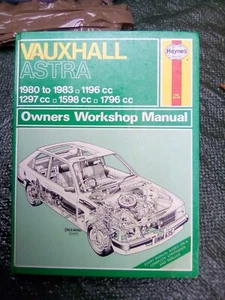 VAUXHALL
Haynes
ASTRA
1980 to 1983 □ 1196 cc
1297 cc □ 1598 cc □ 1796 cc
Owners Workshop Manual